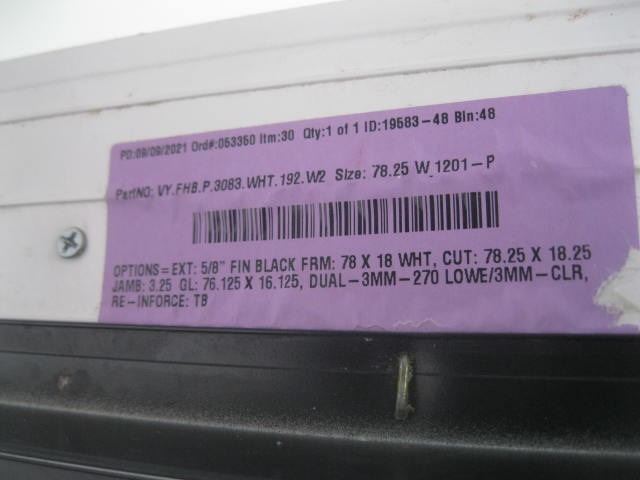 PD:09/09/2021 Ord#:053350 Itm:30 Qty:1 of 1 ID:19583-48 Bin:48
PartNO: VY.FHB.P.3083.WHT.192.W2 Size: 78.25 W_1201-P
OPTIONS=EXT: 5/8" FIN BLACK FRM: 78 X 18 WHT, CUT: 78.25 X 18.25
JAMB: 3.25 GL: 76.125 X 16.125, DUAL-3MM-270 LOWE/3MM-CLR,
RE-INFORCE: TB